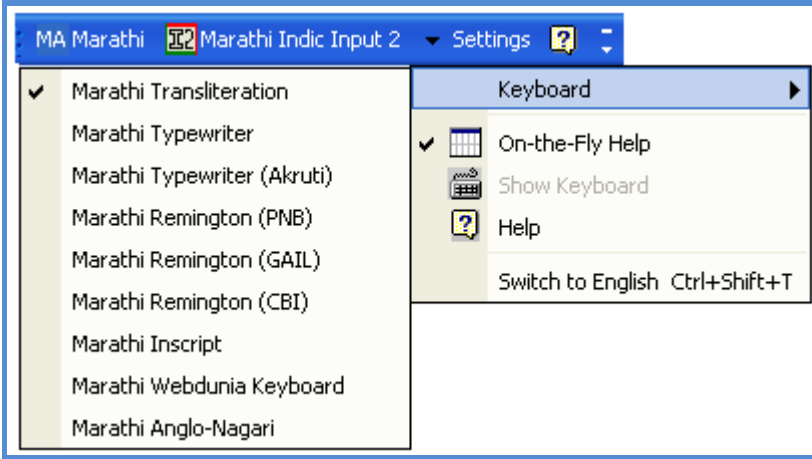 MA Marathi Marathi Indic Input 2 Settings
Marathi Transliteration
Marathi Typewriter
Marathi Typewriter (Akruti)
Marathi Remington (PNB)
Marathi Remington (GAIL)
Marathi Remington (CBI)
Marathi Inscript
Marathi Webdunia Keyboard
Marathi Anglo-Nagari
Keyboard
On-the-Fly Help
Show Keyboard
Help
Switch to English Ctrl+Shift+T